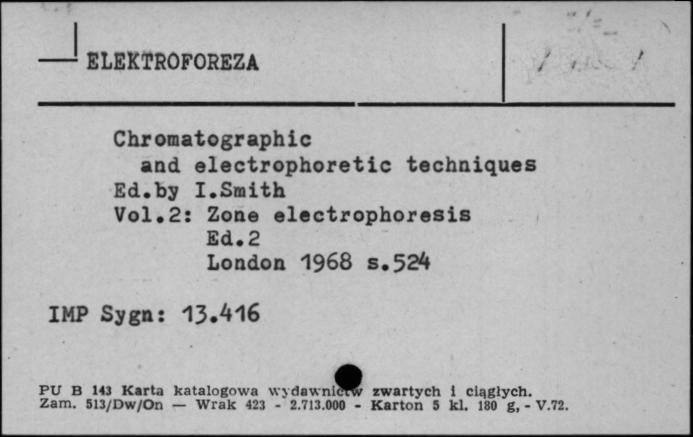 ELEKTROFOREZA
Chromatographic
and electrophoretic techniques
Ed.by I.Smith
Vol.2: Zone electrophoresis
Ed.2
London 1968 s.524
IMP Sygn: 13.416
PU B 143 Karta katalogowa wydawnictw zwartych i ciągłych.
Zam. 513/Dw/On — Wrak 423 - 2.713.000 - Karton 5 kl. 180 g, - V.72.